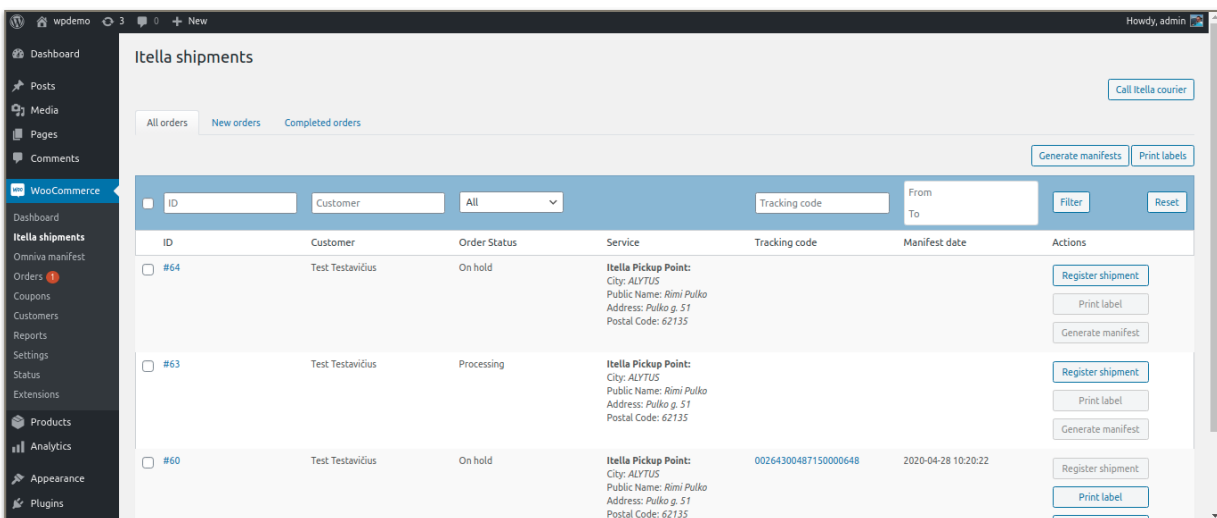 wpdemo 3 0 New Howdy, admin
Dashboard
Posts
Media
Pages
Comments
WooCommerce
Dashboard
Itella shipments
Omniva manifest
Orders 1
Coupons
Customers
Reports
Settings
Status
Extensions
Products
Analytics
Appearance
Plugins
Itella shipments
Call Itella courier
All orders New orders Completed orders
Generate manifests Print labels
ID Customer All Tracking code From Filter Reset
To
ID Customer Order Status Service Tracking code Manifest date Actions
#64 Test Testavičius On hold Itella Pickup Point:
City: ALYTUS
Public Name: Rimi Pulko
Address: Pulko g. 51
Postal Code: 62135
Register shipment
Print label
Generate manifest
#63 Test Testavičius Processing Itella Pickup Point:
City: ALYTUS
Public Name: Rimi Pulko
Address: Pulko g. 51
Postal Code: 62135
Register shipment
Print label
Generate manifest
#60 Test Testavičius On hold Itella Pickup Point: 00264300487150000648 2020-04-28 10:20:22
City: ALYTUS
Public Name: Rimi Pulko
Address: Pulko g. 51
Postal Code: 62135
Register shipment
Print label